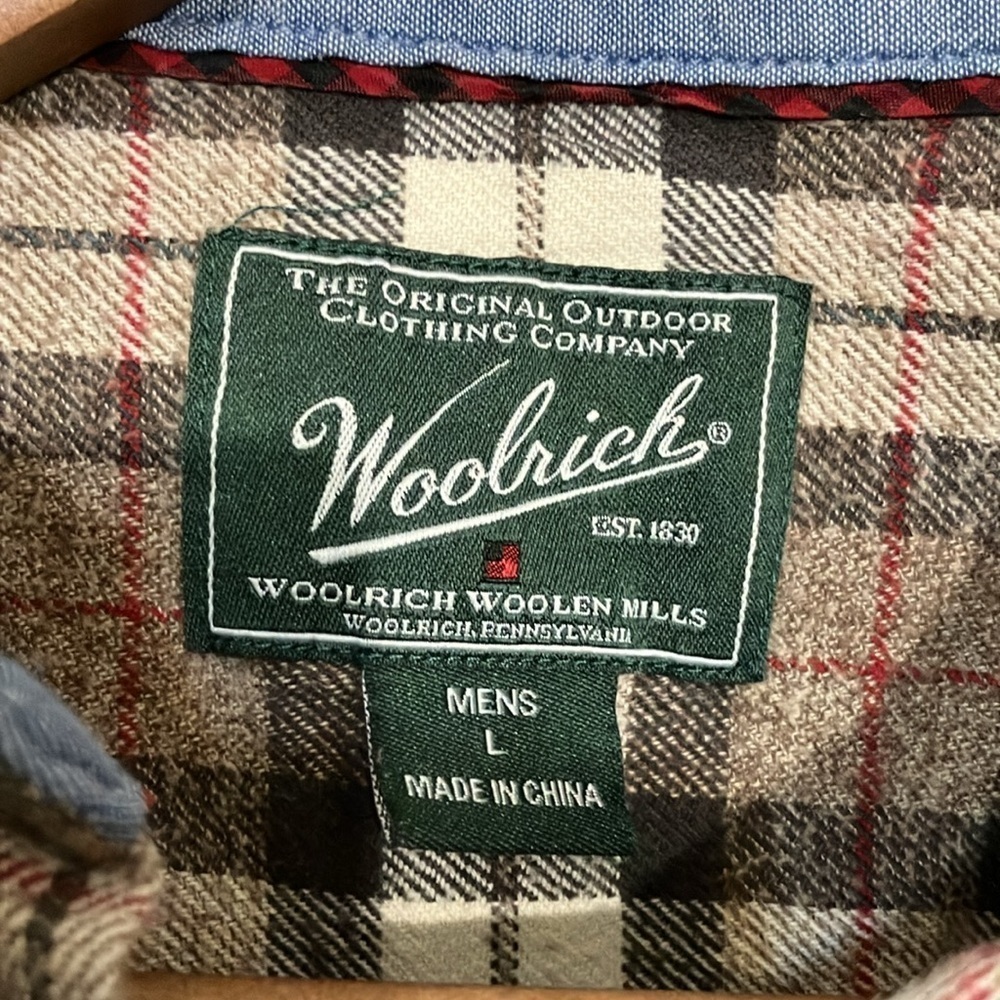 THE ORIGINAL OUTDOOR
CLOTHING COMPANY
Woolrich®
EST. 1830
WOOLRICH WOOLEN MILLS
WOOLRICH, PENNSYLVANIA
MENS
L
MADE IN CHINA